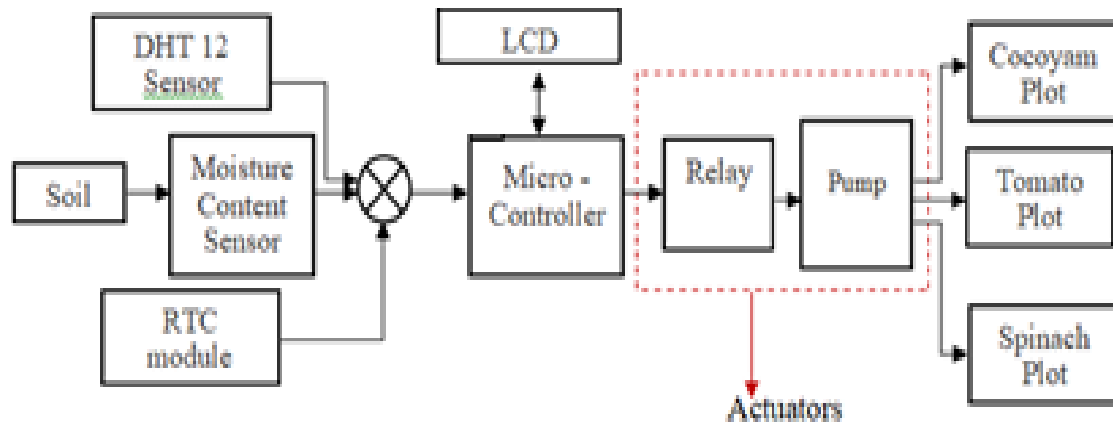 DHT 12
Sensor
LCD
Cocoyam
Plot
Soil
Moisture
Content
Sensor
Micro -
Controller
Relay
Pump
Tomato
Plot
RTC
module
Spinach
Plot
Actuators